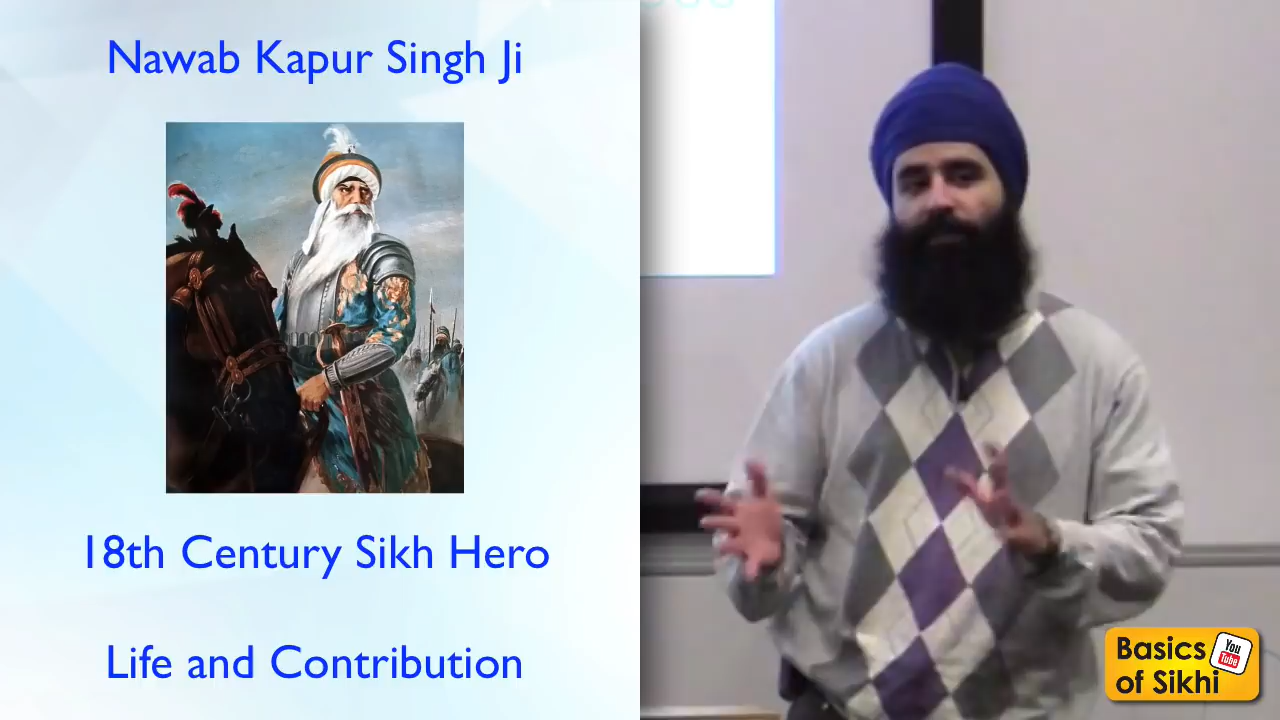 Nawab Kapur Singh Ji
18th Century Sikh Hero
Life and Contribution
Basics
of Sikhi
You
Tube